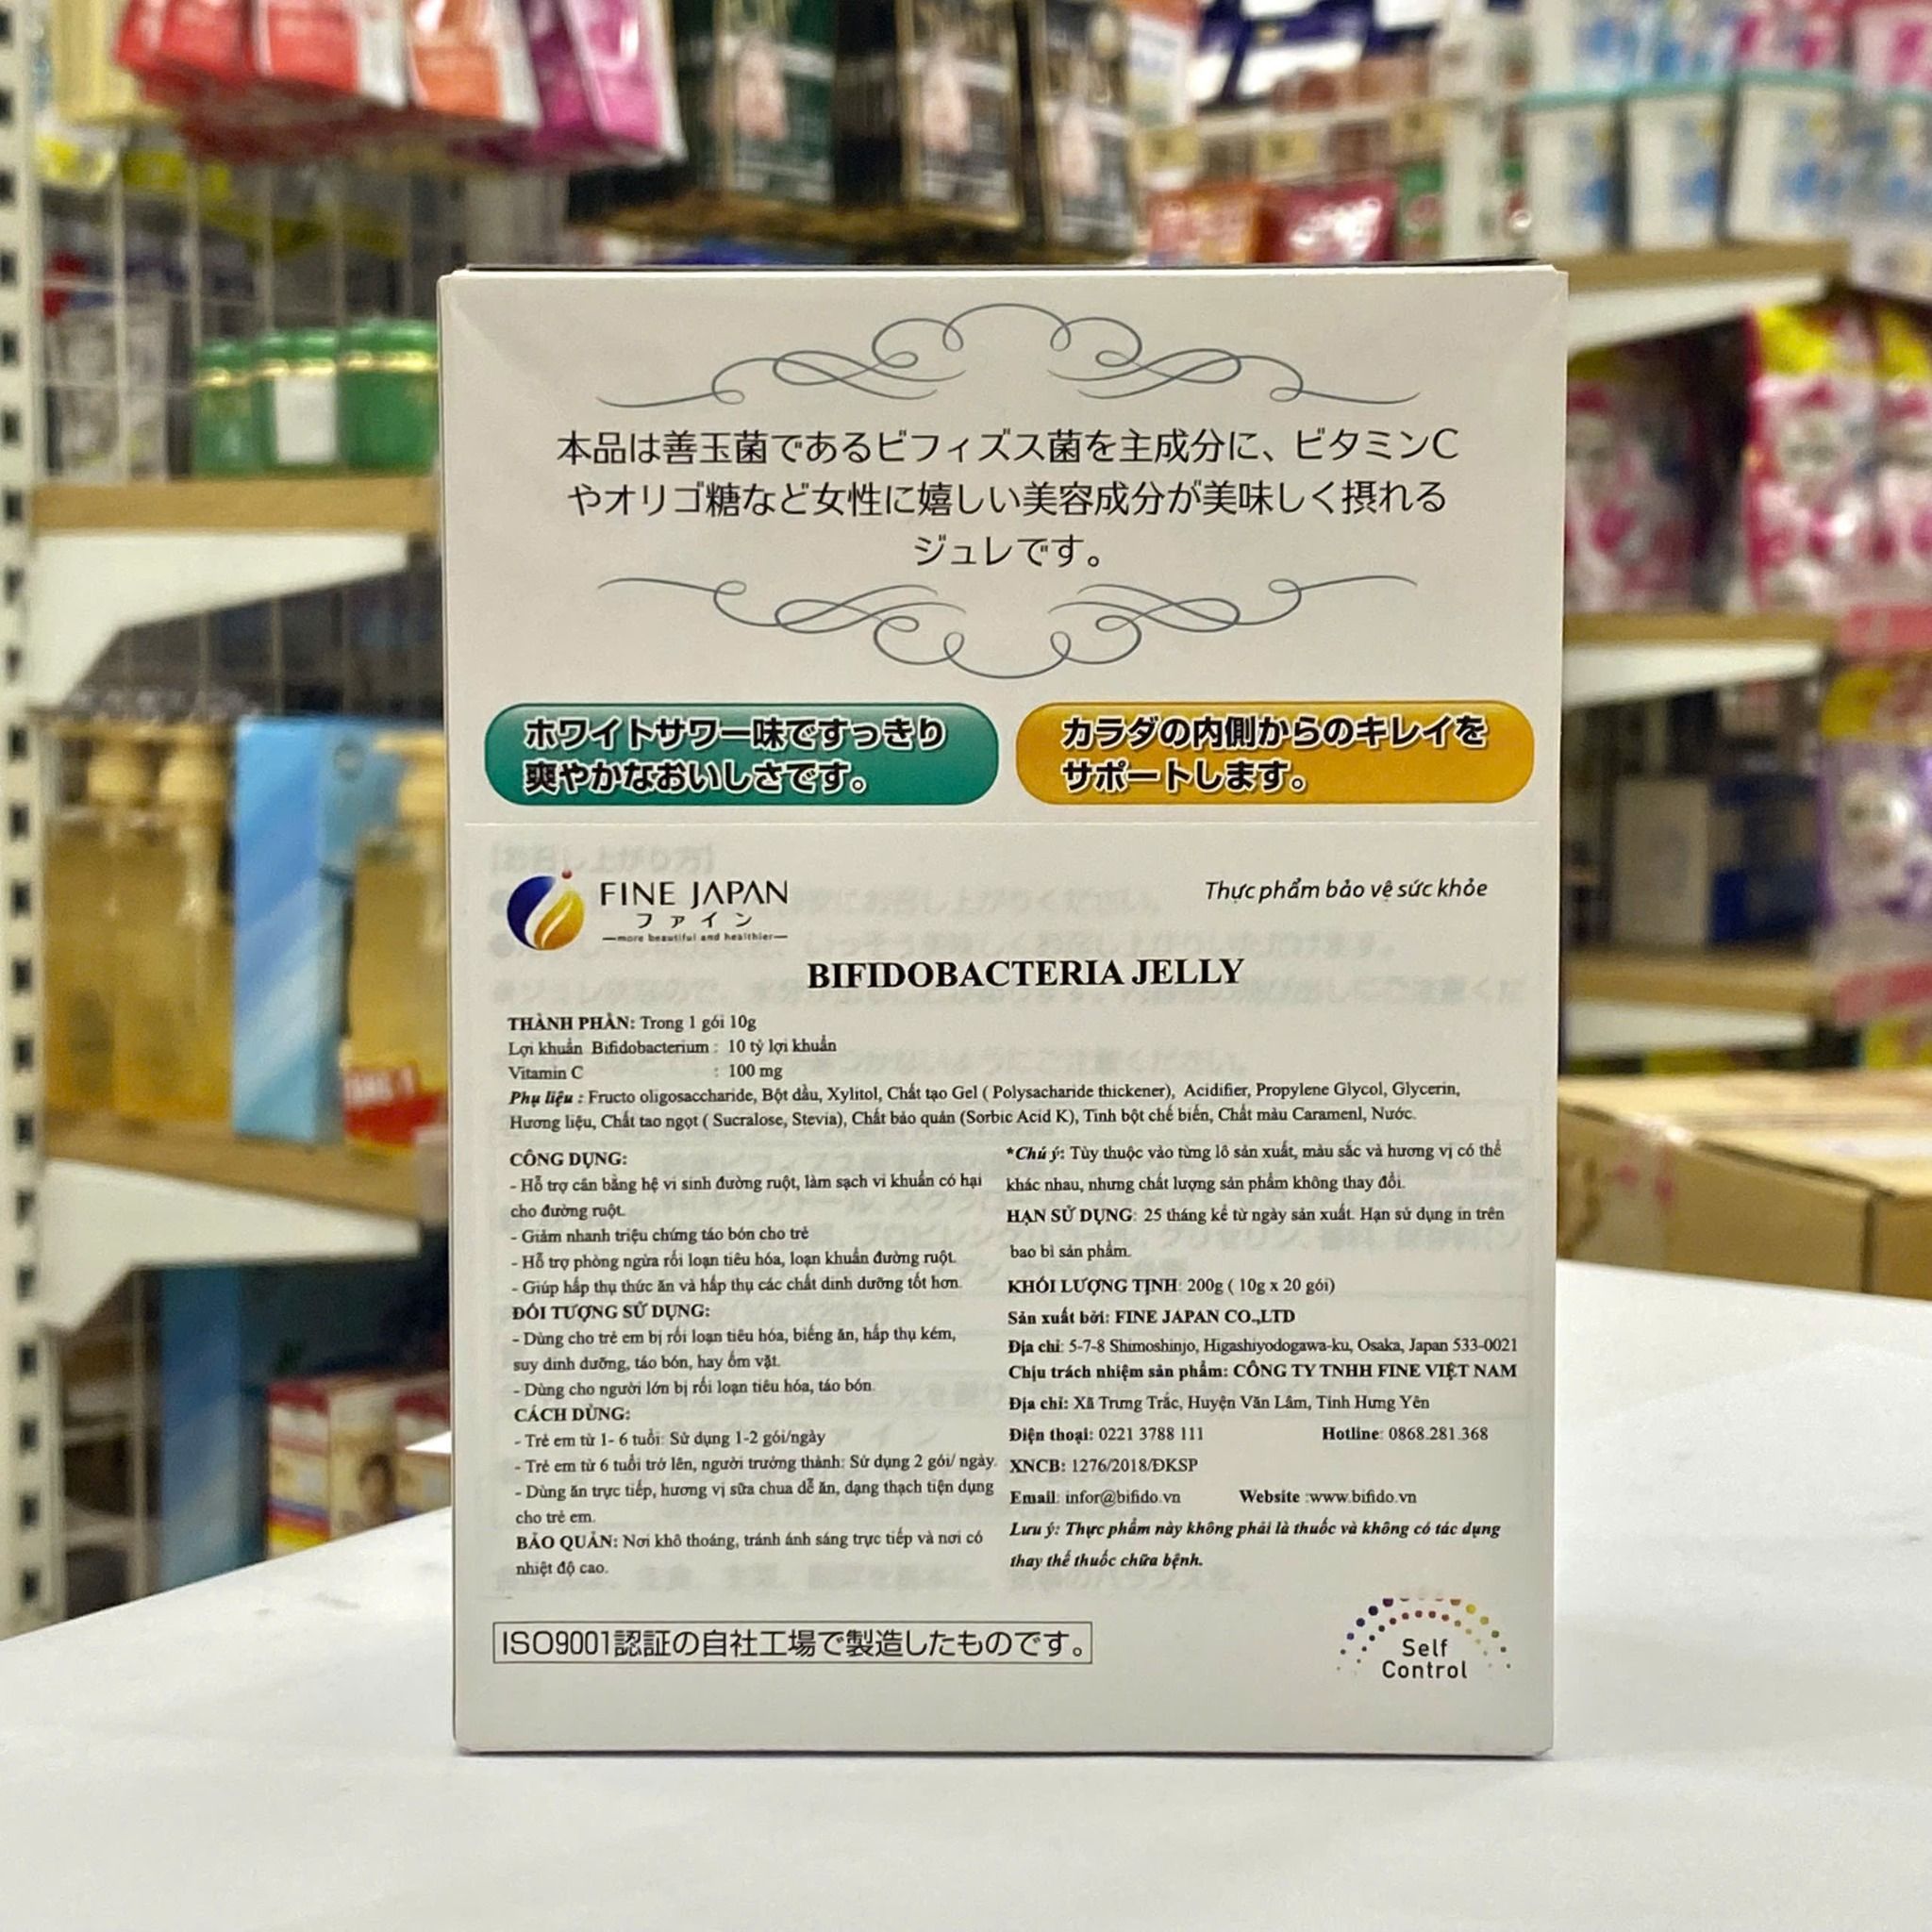 本品は善玉菌であるビフィズス菌を主成分に、ビタミンC
やオリゴ糖など女性に嬉しい美容成分が美味しく摂れる
ジュレです。
ホワイトサワー味ですっきり
爽やかなおいしさです。
カラダの内側からのキレイを
サポートします。
FINE JAPAN
ファイン
more beautiful and healthier
Thực phẩm bảo vệ sức khỏe
BIFIDOBACTERIA JELLY
THÀNH PHẦN: Trong 1 gói 10g
Lợi khuẩn Bifidobacterium : 10 tỷ lợi khuẩn
Vitamin C : 100 mg
Phụ liệu : Fructo oligosaccharide, Bột dầu, Xylitol, Chất tạo Gel ( Polysacharide thickener), Acidifier, Propylene Glycol, Glycerin,
Hương liệu, Chất tao ngọt ( Sucralose, Stevia), Chất bảo quản (Sorbic Acid K), Tinh bột chế biến, Chất màu Caramenl, Nước.
CÔNG DỤNG:
- Hỗ trợ cân bằng hệ vi sinh đường ruột, làm sạch vi khuẩn có hại
cho đường ruột.
- Giảm nhanh triệu chứng táo bón cho trẻ
- Hỗ trợ phòng ngừa rối loạn tiêu hóa, loạn khuẩn đường ruột.
- Giúp hấp thụ thức ăn và hấp thụ các chất dinh dưỡng tốt hơn.
ĐỐI TƯỢNG SỬ DỤNG:
- Dùng cho trẻ em bị rối loạn tiêu hóa, biếng ăn, hấp thụ kém,
suy dinh dưỡng, táo bón, hay ốm vặt.
- Dùng cho người lớn bị rối loạn tiêu hóa, táo bón.
CÁCH DÙNG:
- Trẻ em từ 1- 6 tuổi: Sử dụng 1-2 gói/ngày
- Trẻ em từ 6 tuổi trở lên, người trưởng thành: Sử dụng 2 gói/ ngày.
- Dùng ăn trực tiếp, hương vị sữa chua dễ ăn, dạng thạch tiện dụng
cho trẻ em.
BẢO QUẢN: Nơi khô thoáng, tránh ánh sáng trực tiếp và nơi có
nhiệt độ cao.
*Chú ý: Tùy thuộc vào từng lô sản xuất, màu sắc và hương vị có thể
khác nhau, nhưng chất lượng sản phẩm không thay đổi.
HẠN SỬ DỤNG: 25 tháng kể từ ngày sản xuất. Hạn sử dụng in trên
bao bì sản phẩm.
KHỐI LƯỢNG TỊNH: 200g ( 10g x 20 gói)
Sản xuất bởi: FINE JAPAN CO.,LTD
Địa chỉ: 5-7-8 Shimoshinjo, Higashiyodogawa-ku, Osaka, Japan 533-0021
Chịu trách nhiệm sản phẩm: CÔNG TY TNHH FINE VIỆT NAM
Địa chỉ: Xã Trưng Trắc, Huyện Văn Lâm, Tỉnh Hưng Yên
Điện thoại: 0221 3788 111 Hotline: 0868.281.368
XNCB: 1276/2018/ĐKSP
Email: infor@bifido.vn Website :www.bifido.vn
Lưu ý: Thực phẩm này không phải là thuốc và không có tác dụng
thay thế thuốc chữa bệnh.
ISO9001認証の自社工場で製造したものです。
Self
Control